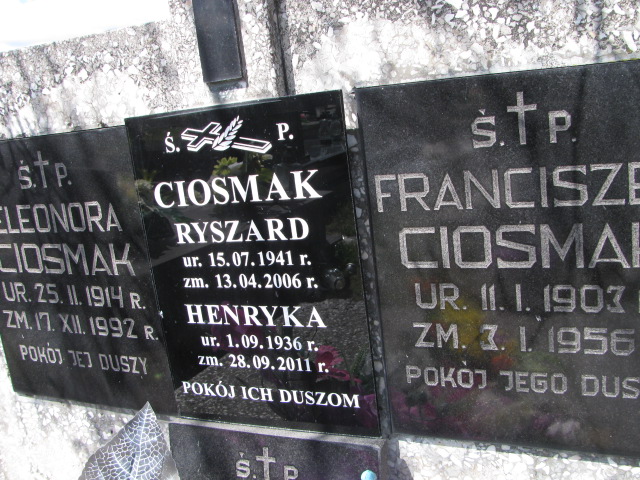 Ś. P.
ELEONORA
CIOSMAK
UR. 25. II. 1914 R.
ZM. 17. XII. 1992 R.
POKÓJ JEJ DUSZY
Ś. P.
CIOSMAK
RYSZARD
ur. 15.07.1941 r.
zm. 13.04.2006 r.
HENRYKA
ur. 1.09.1936 r.
zm. 28.09.2011 r.
POKÓJ ICH DUSZOM
Ś. P.
FRANCISZE
CIOSMAK
UR. 11. I. 1903
ZM. 3. I. 1956
POKÓJ JEGO DUS
Ś. P.